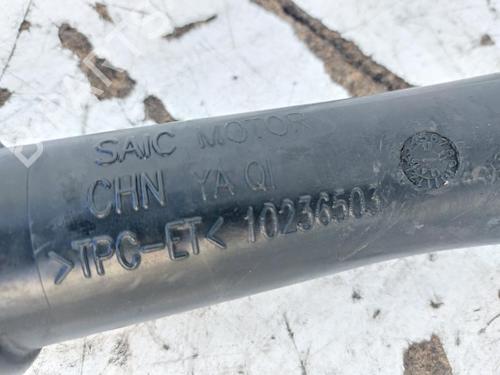 SAIC MOTOR
CHN YA QI
>TPC-ET< 10236503